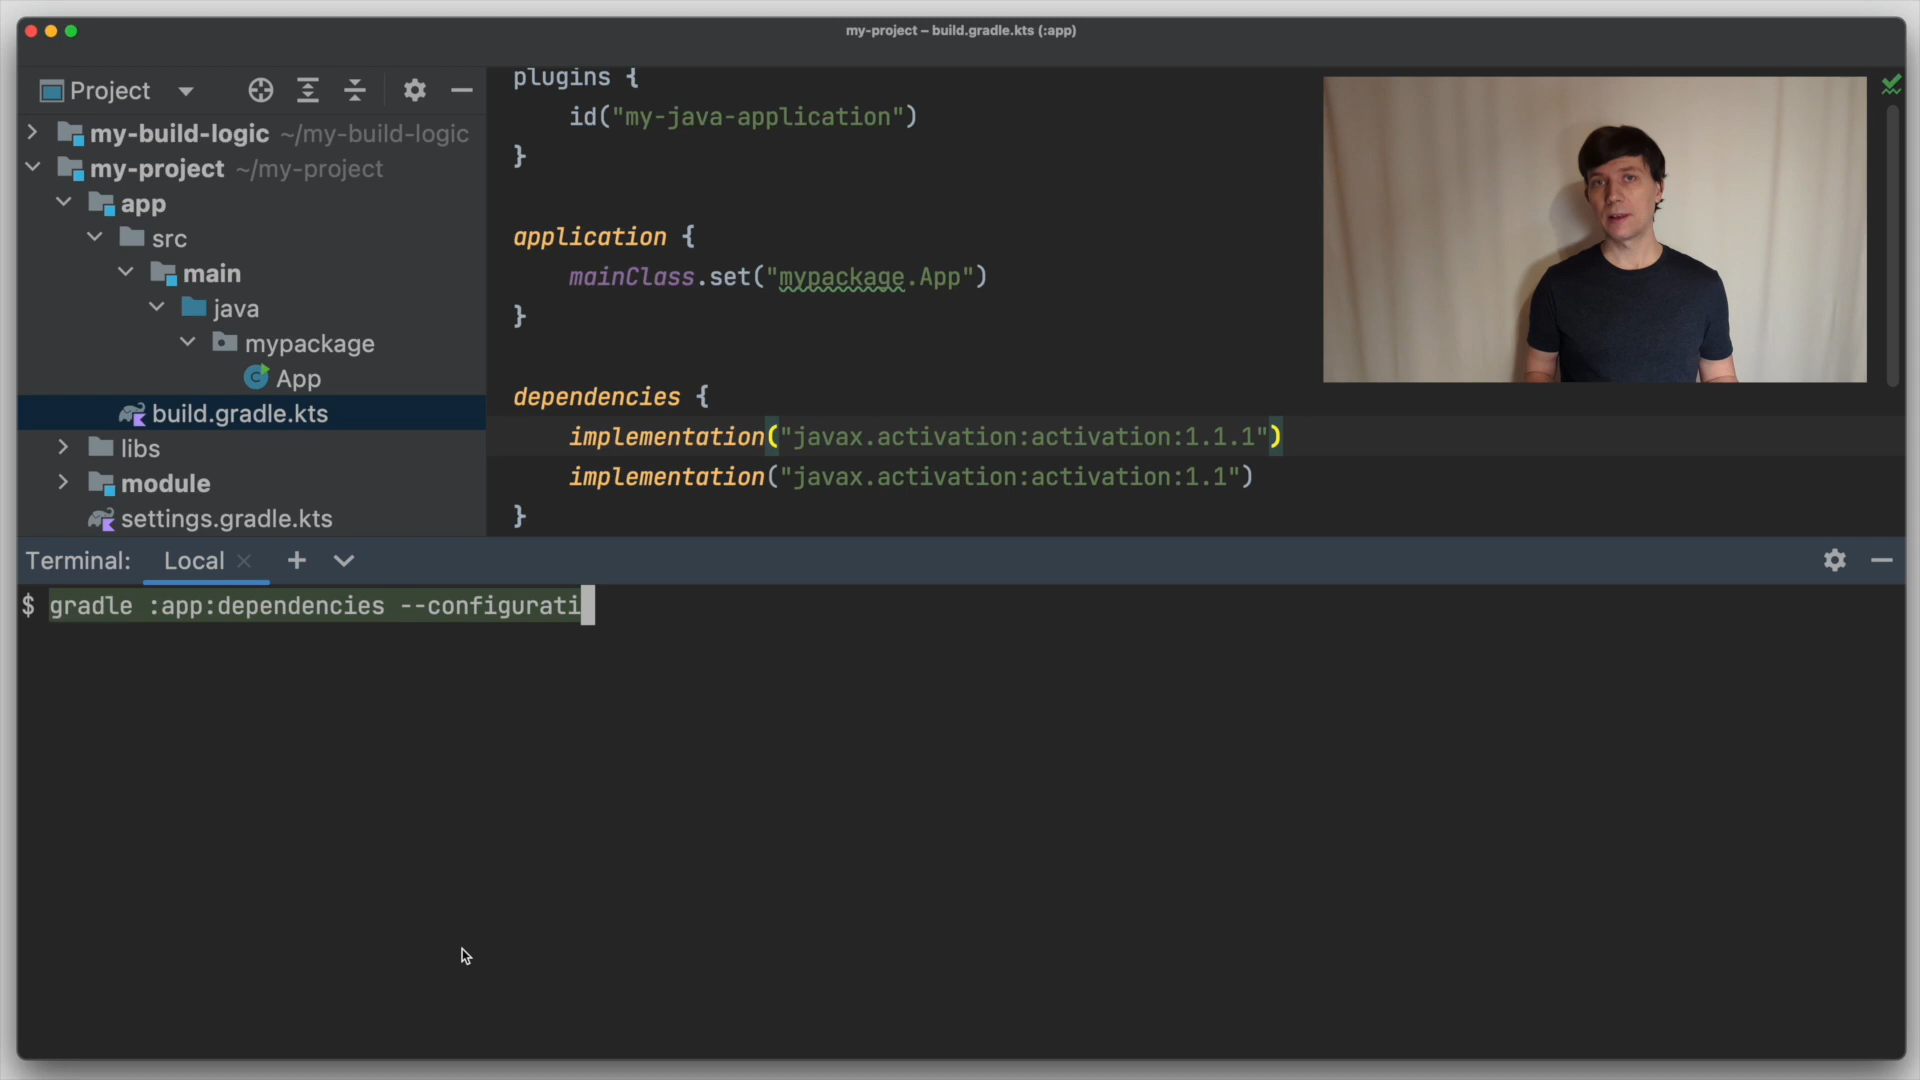 my-project – build.gradle.kts (:app)
Project
my-build-logic ~/my-build-logic
my-project ~/my-project
app
src
main
java
mypackage
App
build.gradle.kts
libs
module
settings.gradle.kts
plugins {
id("my-java-application")
}
application {
mainClass.set("mypackage.App")
}
dependencies {
implementation("javax.activation:activation:1.1.1")
implementation("javax.activation:activation:1.1")
}
Terminal: Local
$ gradle :app:dependencies --configurati